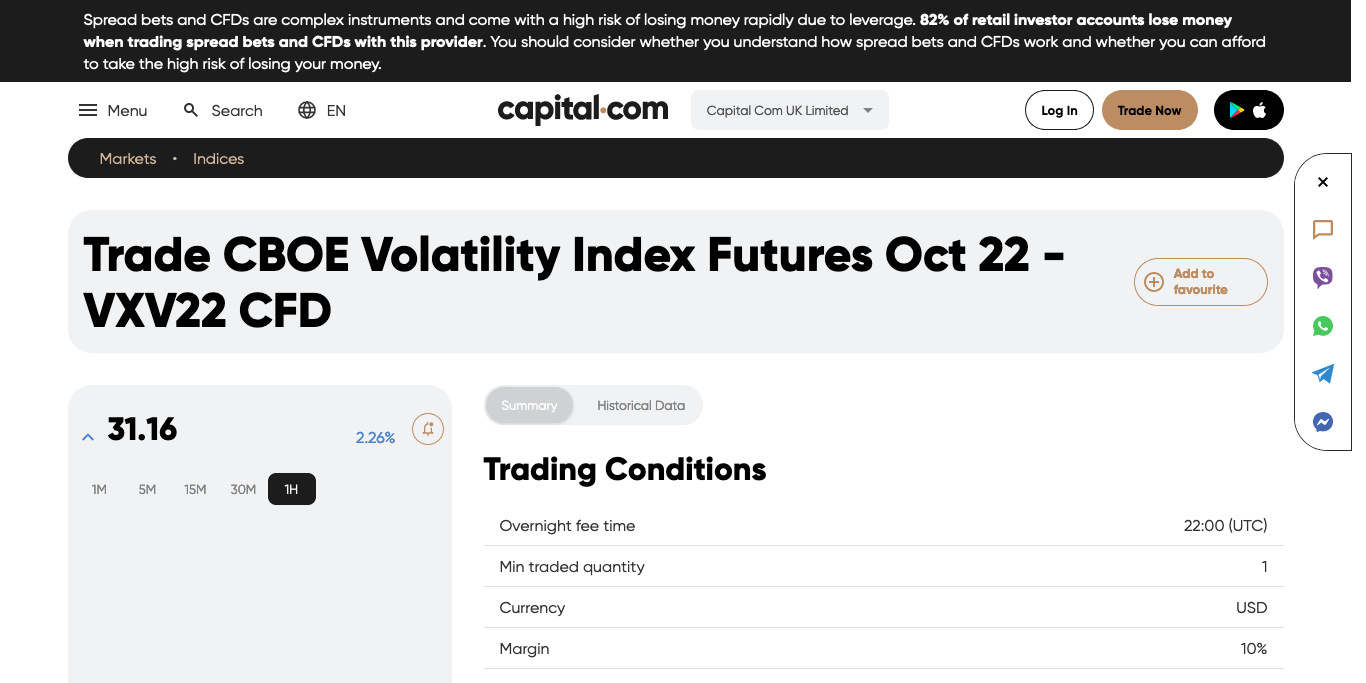 Spread bets and CFDs are complex instruments and come with a high risk of losing money rapidly due to leverage. 82% of retail investor accounts lose money
when trading spread bets and CFDs with this provider. You should consider whether you understand how spread bets and CFDs work and whether you can afford
to take the high risk of losing your money.
Menu
Search
EN
capital.com
Capital Com UK Limited
Log In
Trade Now
Markets • Indices
Trade CBOE Volatility Index Futures Oct 22 -
VXV22 CFD
Add to
favourite
31.16
2.26%
1M 5M 15M 30M 1H
Summary
Historical Data
Trading Conditions
Overnight fee time 22:00 (UTC)
Min traded quantity 1
Currency USD
Margin 10%